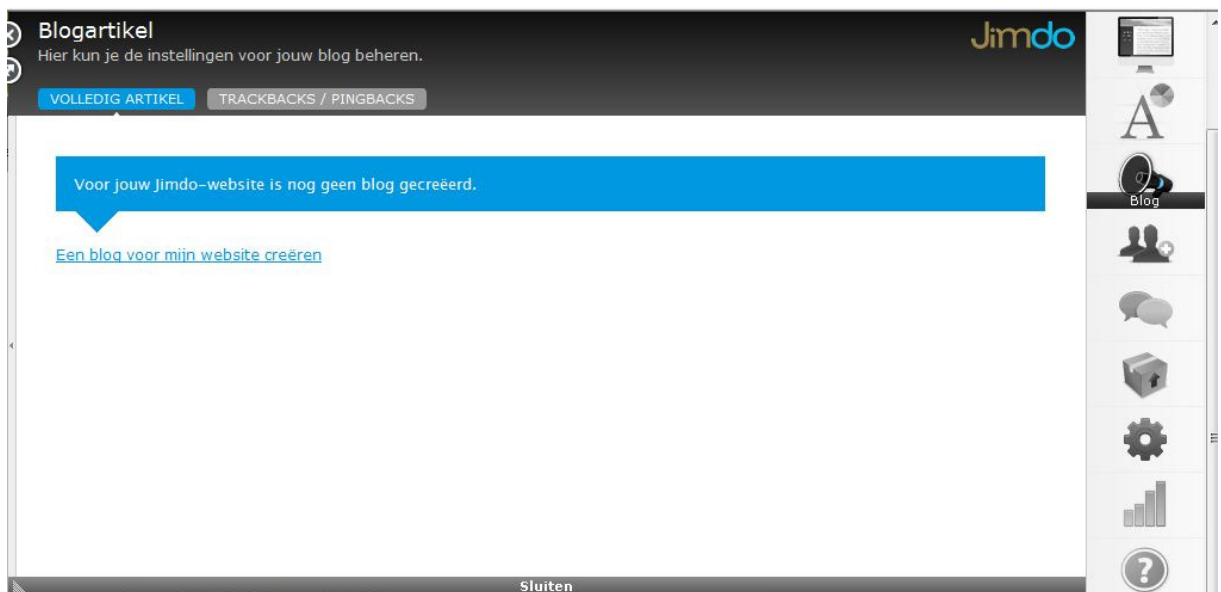 Blogartikel
Jimdo
Hier kun je de instellingen voor jouw blog beheren.
VOLLEDIG ARTIKEL TRACKBACKS / PINGBACKS
A
Voor jouw Jimdo-website is nog geen blog gecreëerd.
Blog
Een blog voor mijn website creëren
Sluiten
?